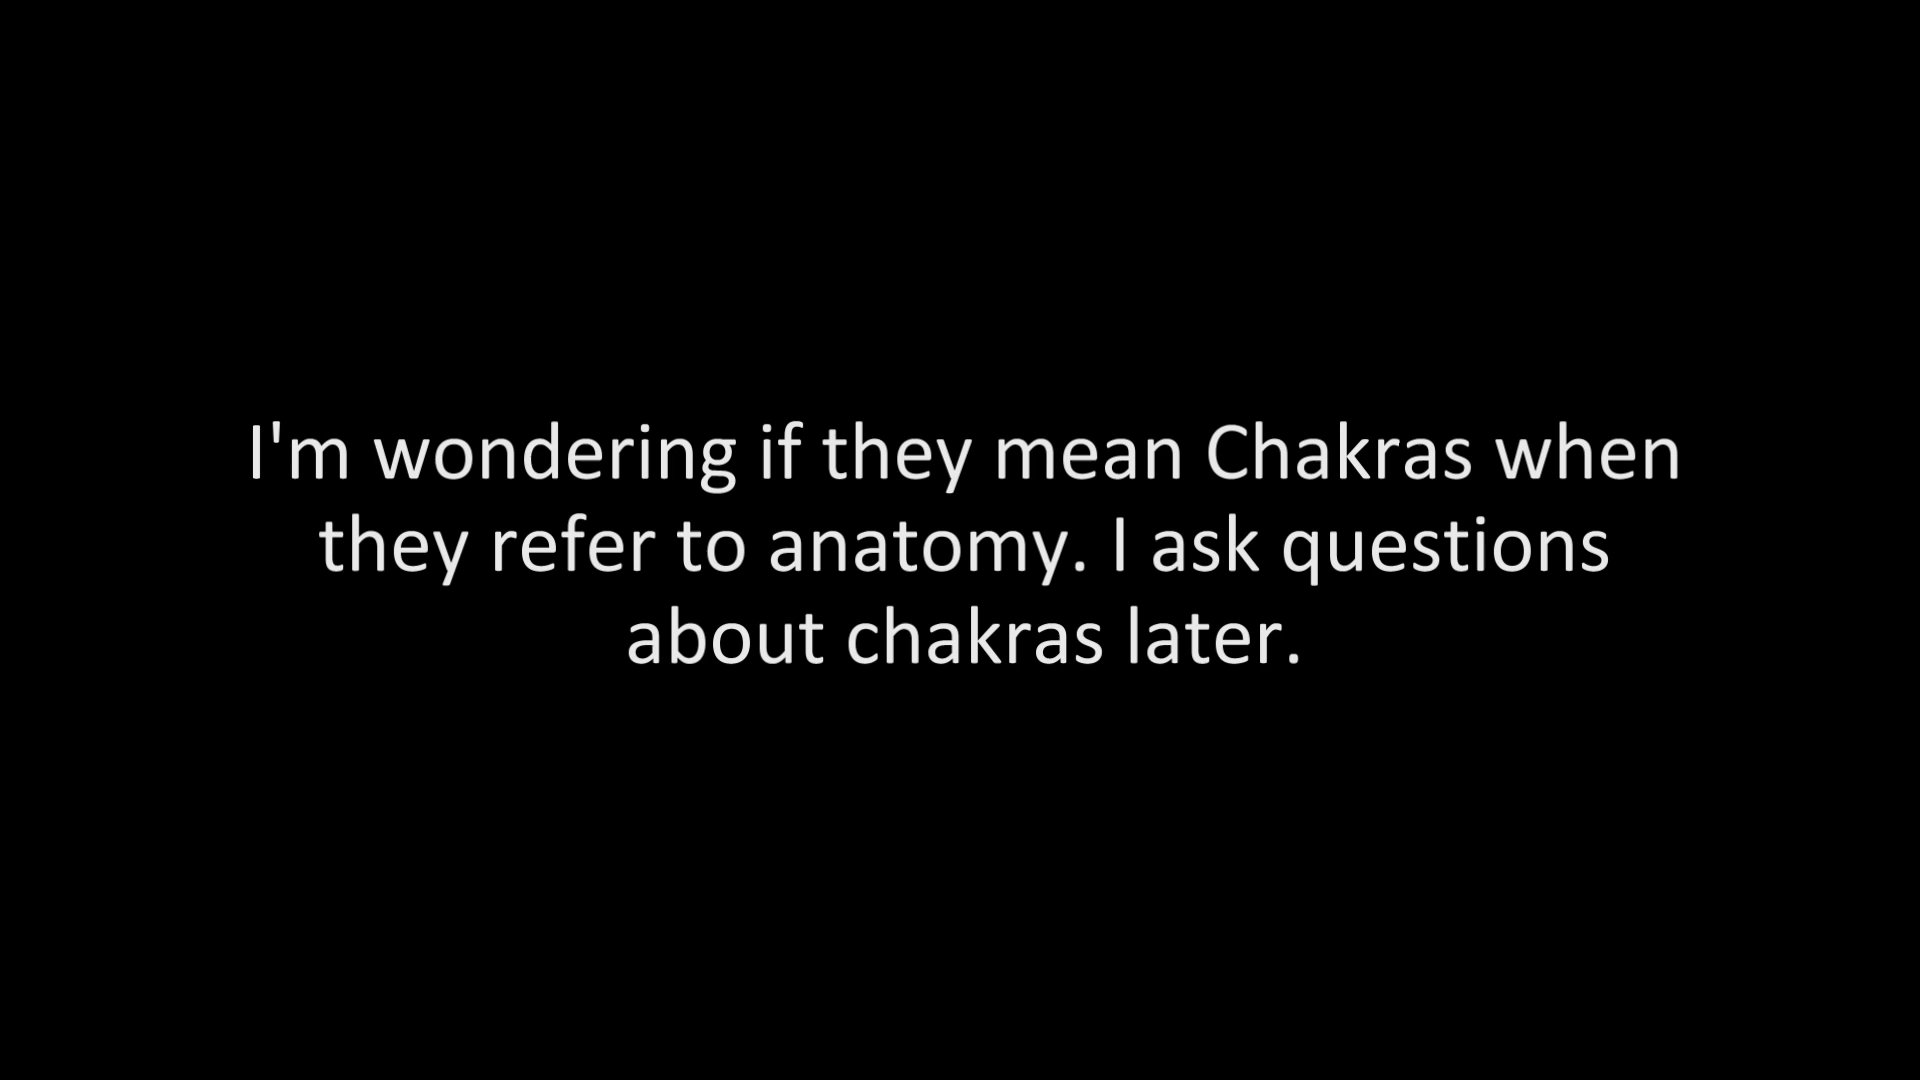 I'm wondering if they mean Chakras when
they refer to anatomy. I ask questions
about chakras later.